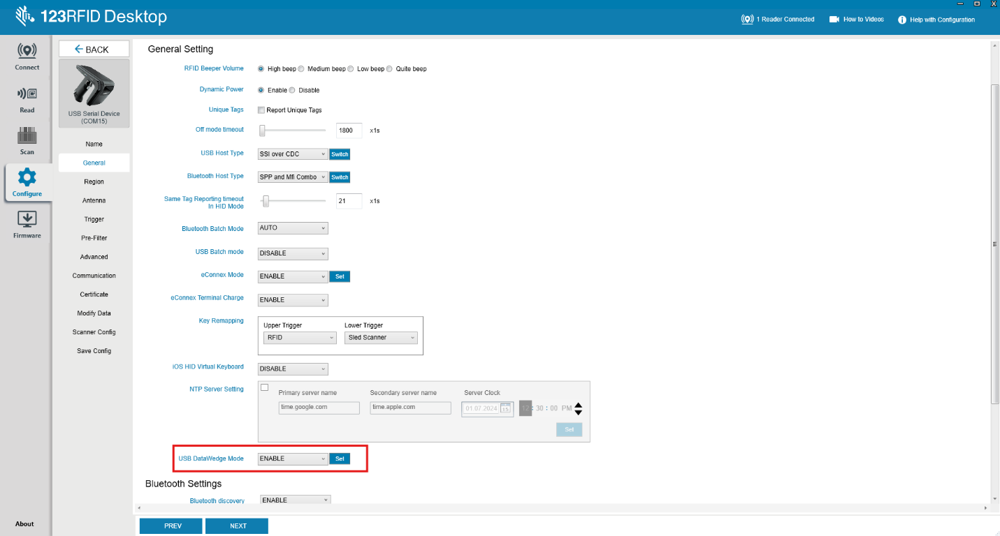 123RFID Desktop
1 Reader Connected
How to Videos
Help with Configuration
Connect
Read
Scan
Configure
Firmware
About
BACK
USB Serial Device
(COM15)
Name
General
Region
Antenna
Trigger
Pre-Filter
Advanced
Communication
Certificate
Modify Data
Scanner Config
Save Config
General Setting
RFID Beeper Volume High beep Medium beep Low beep Quite beep
Dynamic Power Enable Disable
Unique Tags Report Unique Tags
Off mode timeout 1800 x1s
USB Host Type SSI over CDC Switch
Bluetooth Host Type SPP and Mfi Combo Switch
Same Tag Reporting timeout
In HID Mode 21 x1s
Bluetooth Batch Mode AUTO
USB Batch mode DISABLE
eConnex Mode ENABLE Set
eConnex Terminal Charge ENABLE
Key Remapping
Upper Trigger Lower Trigger
RFID Sled Scanner
iOS HID Virtual Keyboard DISABLE
NTP Server Setting
Primary server name Secondary server name Server Clock
time.google.com time.apple.com 01.07.2024 15 12 : 30 : 00 PM
Set
USB DataWedge Mode ENABLE Set
Bluetooth Settings
Bluetooth discovery ENABLE
PREV NEXT